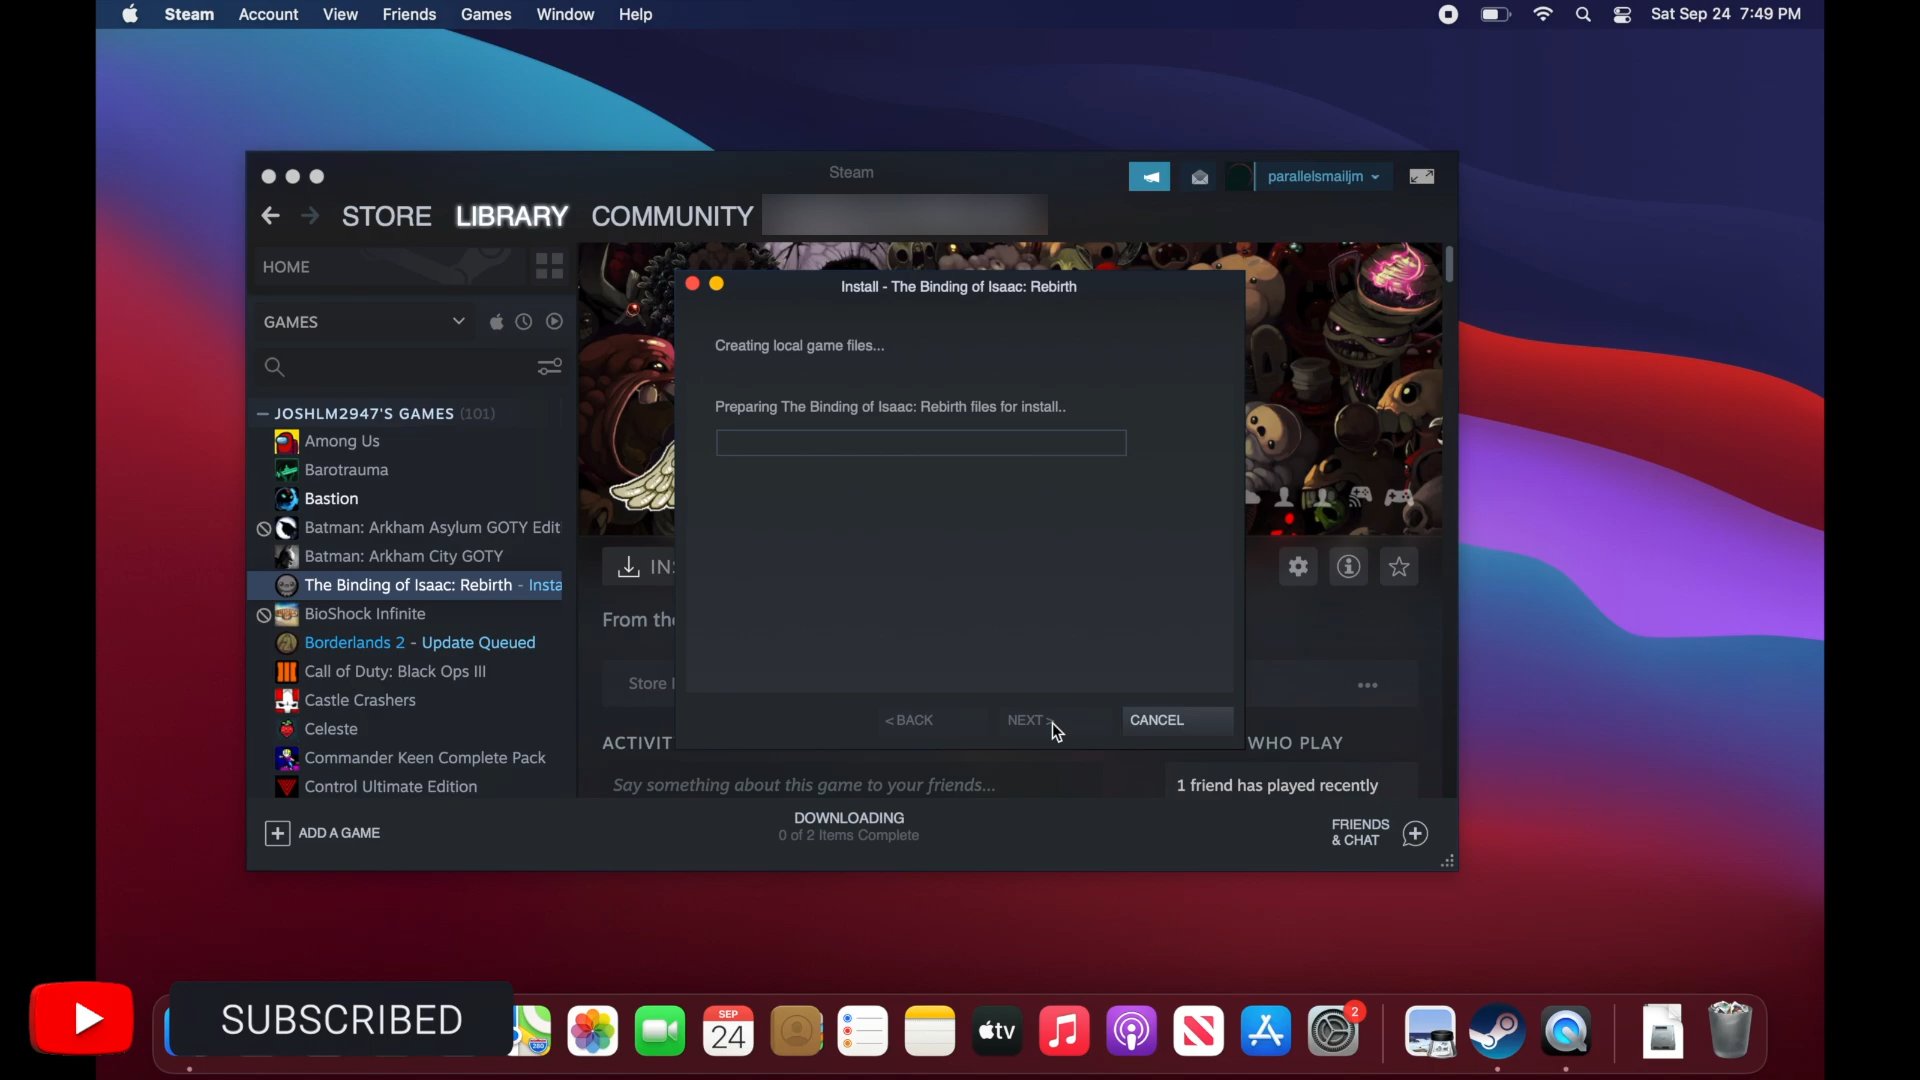 Steam Account View Friends Games Window Help
Sat Sep 24 7:49 PM
Steam
parallelsmailjm
STORE LIBRARY COMMUNITY
HOME
GAMES
— JOSHLM2947'S GAMES (101)
Among Us
Barotrauma
Bastion
Batman: Arkham Asylum GOTY Edit
Batman: Arkham City GOTY
The Binding of Isaac: Rebirth - Insta
BioShock Infinite
Borderlands 2 - Update Queued
Call of Duty: Black Ops III
Castle Crashers
Celeste
Commander Keen Complete Pack
Control Ultimate Edition
Install - The Binding of Isaac: Rebirth
Creating local game files...
Preparing The Binding of Isaac: Rebirth files for install..
< BACK
NEXT >
CANCEL
INS
From the
Store
ACTIVIT
WHO PLAY
Say something about this game to your friends...
1 friend has played recently
+ ADD A GAME
DOWNLOADING
0 of 2 Items Complete
FRIENDS
& CHAT
SUBSCRIBED
280
SEP
24
tv
2